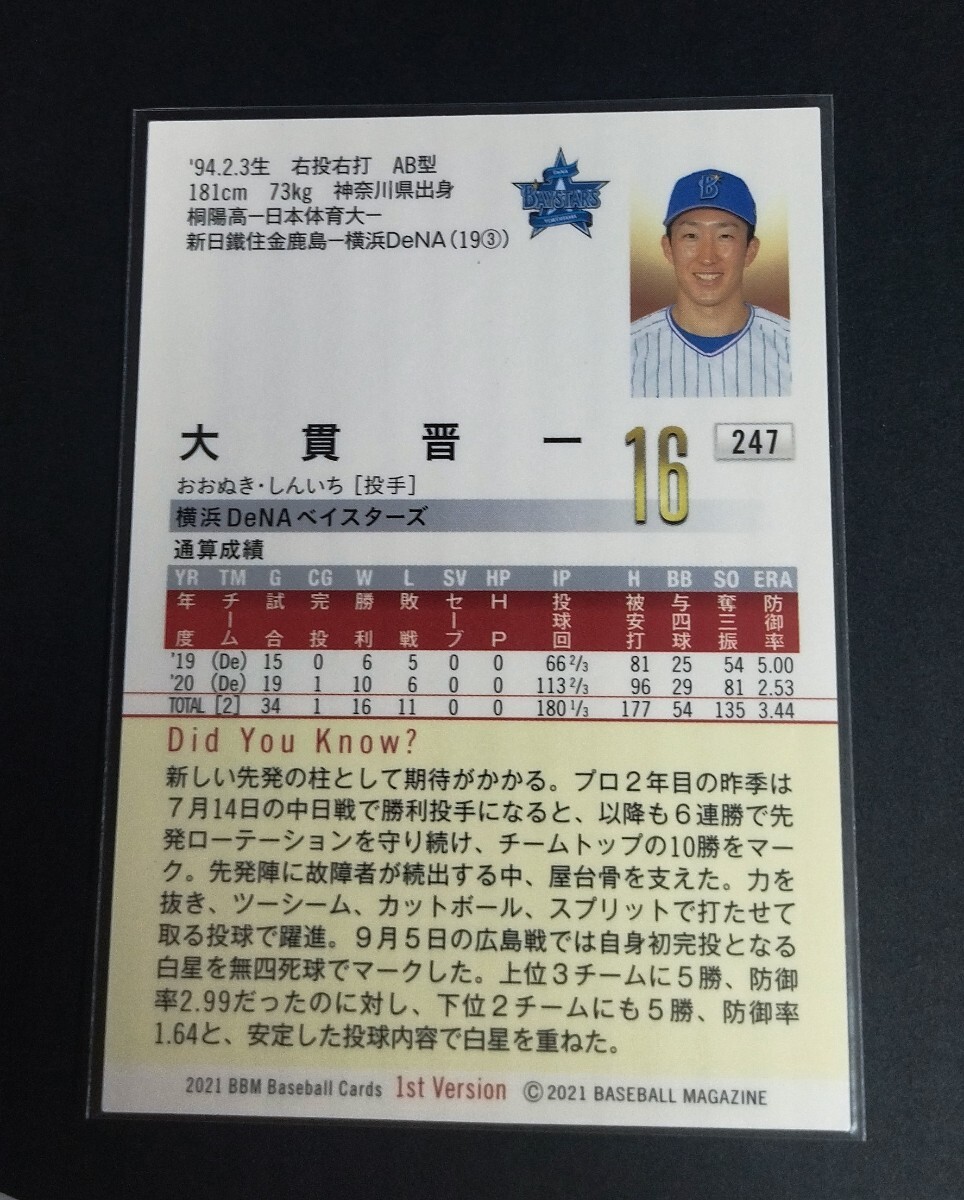 '94.2.3生 右投右打 AB型
181cm 73kg 神奈川県出身
桐陽高ー日本体育大ー
新日鐵住金鹿島ー横浜DeNA(19③)
DeNA
BAYSTARS
YOKOHAMA
B
大貫晋一 16 247
おおぬき・しんいち [投手]
横浜DeNAベイスターズ
通算成績
YR TM G CG W L SV HP IP H BB SO ERA
年度 チーム 試合 完投 勝利 敗戦 セーブ HP 投球回 被安打 与四球 奪三振 防御率
'19 (De) 15 0 6 5 0 0 66 2/3 81 25 54 5.00
'20 (De) 19 1 10 6 0 0 113 2/3 96 29 81 2.53
TOTAL [2] 34 1 16 11 0 0 180 1/3 177 54 135 3.44
Did You Know?
新しい先発の柱として期待がかかる。プロ2年目の昨季は
7月14日の中日戦で勝利投手になると、以降も6連勝で先
発ローテーションを守り続け、チームトップの10勝をマー
ク。先発陣に故障者が続出する中、屋台骨を支えた。力を
抜き、ツーシーム、カットボール、スプリットで打たせて
取る投球で躍進。9月5日の広島戦では自身初完投となる
白星を無四死球でマークした。上位3チームに5勝、防御
率2.99だったのに対し、下位2チームにも5勝、防御率
1.64と、安定した投球内容で白星を重ねた。
2021 BBM Baseball Cards 1st Version ©2021 BASEBALL MAGAZINE